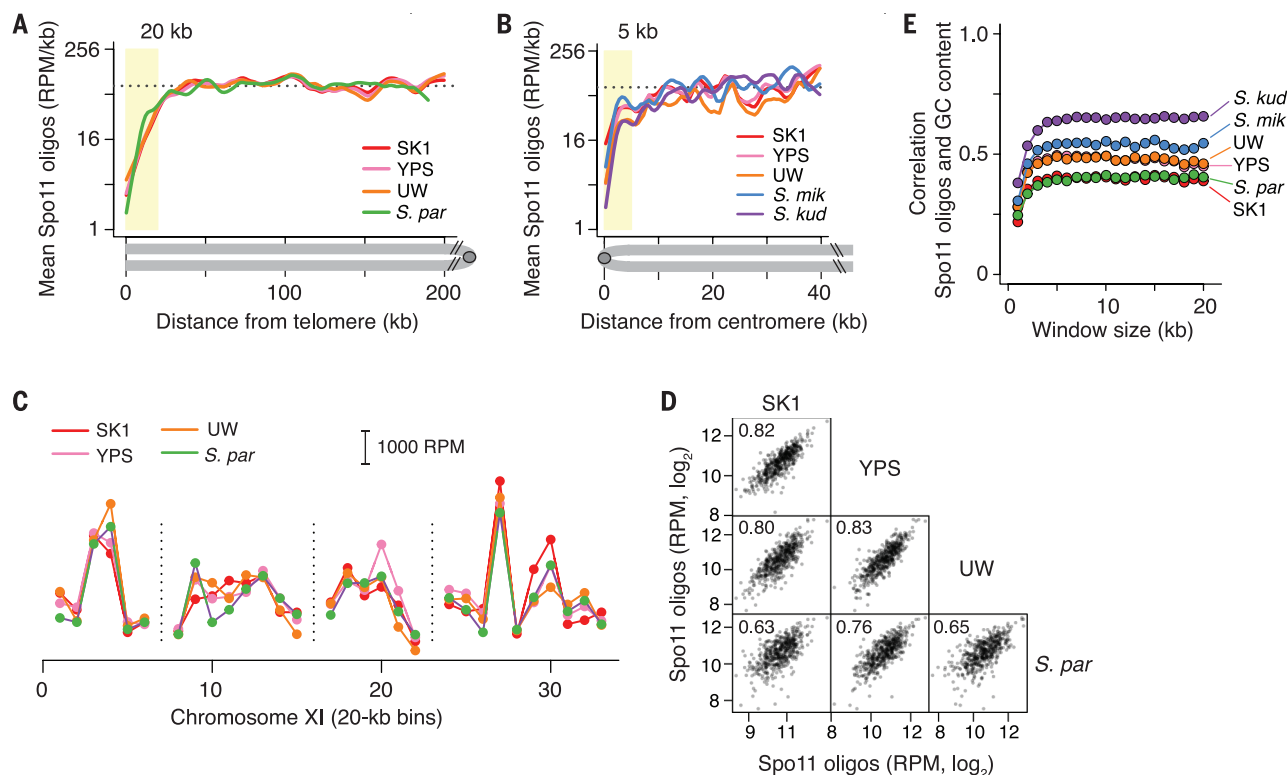 A
20 kb
Mean Spo11 oligos (RPM/kb)
256
16
1
SK1
YPS
UW
S. par
0
100
200
Distance from telomere (kb)
B
5 kb
Mean Spo11 oligos (RPM/kb)
256
16
1
SK1
YPS
UW
S. mik
S. kud
0
20
40
Distance from centromere (kb)
E
Correlation
Spo11 oligos and GC content
1
0.5
0
S. kud
S. mik
UW
YPS
S. par
SK1
0
10
20
Window size (kb)
C
SK1
YPS
UW
S. par
1000 RPM
0
10
20
30
Chromosome XI (20-kb bins)
D
SK1
YPS
UW
S. par
0.82
0.80
0.83
0.63
0.76
0.65
12
10
8
12
10
8
12
10
8
Spo11 oligos (RPM, log2)
Spo11 oligos (RPM, log2)
9
11
8
10
12
8
10
12
Spo11 oligos (RPM, log2)